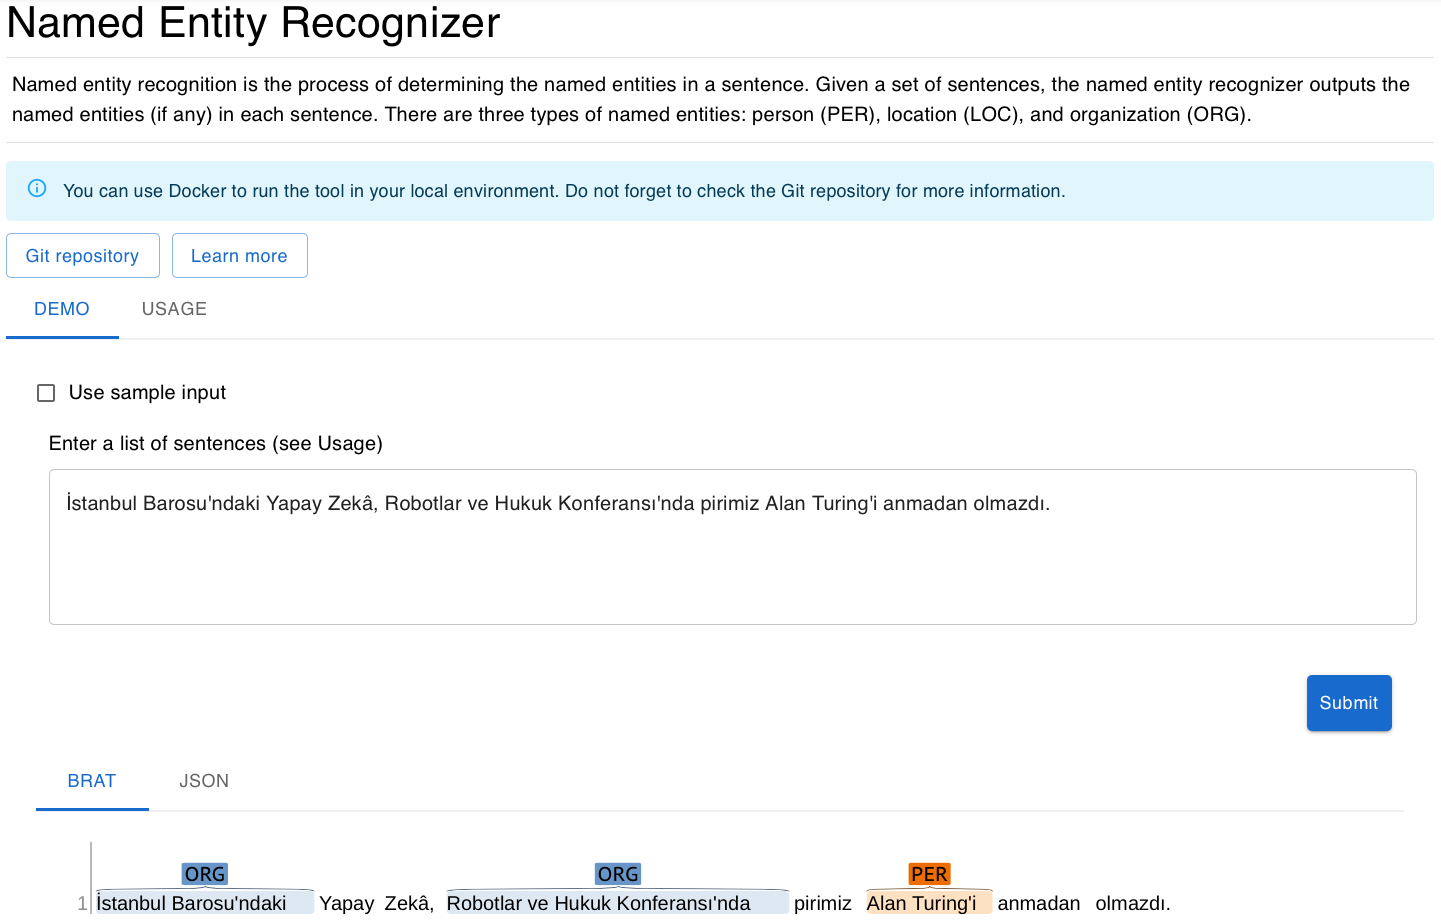 Named Entity Recognizer
Named entity recognition is the process of determining the named entities in a sentence. Given a set of sentences, the named entity recognizer outputs the
named entities (if any) in each sentence. There are three types of named entities: person (PER), location (LOC), and organization (ORG).
You can use Docker to run the tool in your local environment. Do not forget to check the Git repository for more information.
Git repository Learn more
DEMO USAGE
Use sample input
Enter a list of sentences (see Usage)
İstanbul Barosu'ndaki Yapay Zekâ, Robotlar ve Hukuk Konferansı'nda pirimiz Alan Turing'i anmadan olmazdı.
Submit
BRAT JSON
ORG ORG PER
1 İstanbul Barosu'ndaki Yapay Zekâ, Robotlar ve Hukuk Konferansı'nda pirimiz Alan Turing'i anmadan olmazdı.